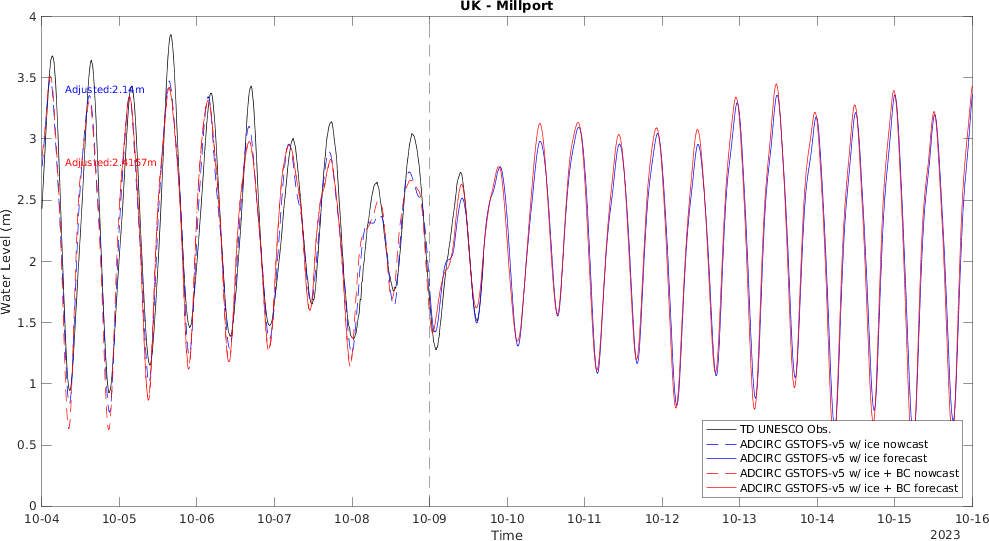 UK - Millport
4
3.5
3
2.5
2
1.5
1
0.5
0
Water Level (m)
Adjusted:2.14m
Adjusted:2.4157m
TD UNESCO Obs.
ADCIRC GSTOFS-v5 w/ ice nowcast
ADCIRC GSTOFS-v5 w/ ice forecast
ADCIRC GSTOFS-v5 w/ ice + BC nowcast
ADCIRC GSTOFS-v5 w/ ice + BC forecast
10-04 10-05 10-06 10-07 10-08 10-09 10-10 10-11 10-12 10-13 10-14 10-15 10-16
Time
2023